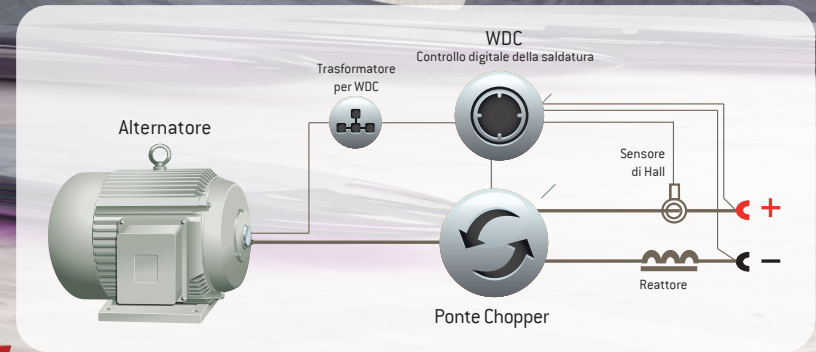 WDC
Controllo digitale della saldatura
Trasformatore
per WDC
Alternatore
Sensore
di Hall
+
−
Reattore
Ponte Chopper